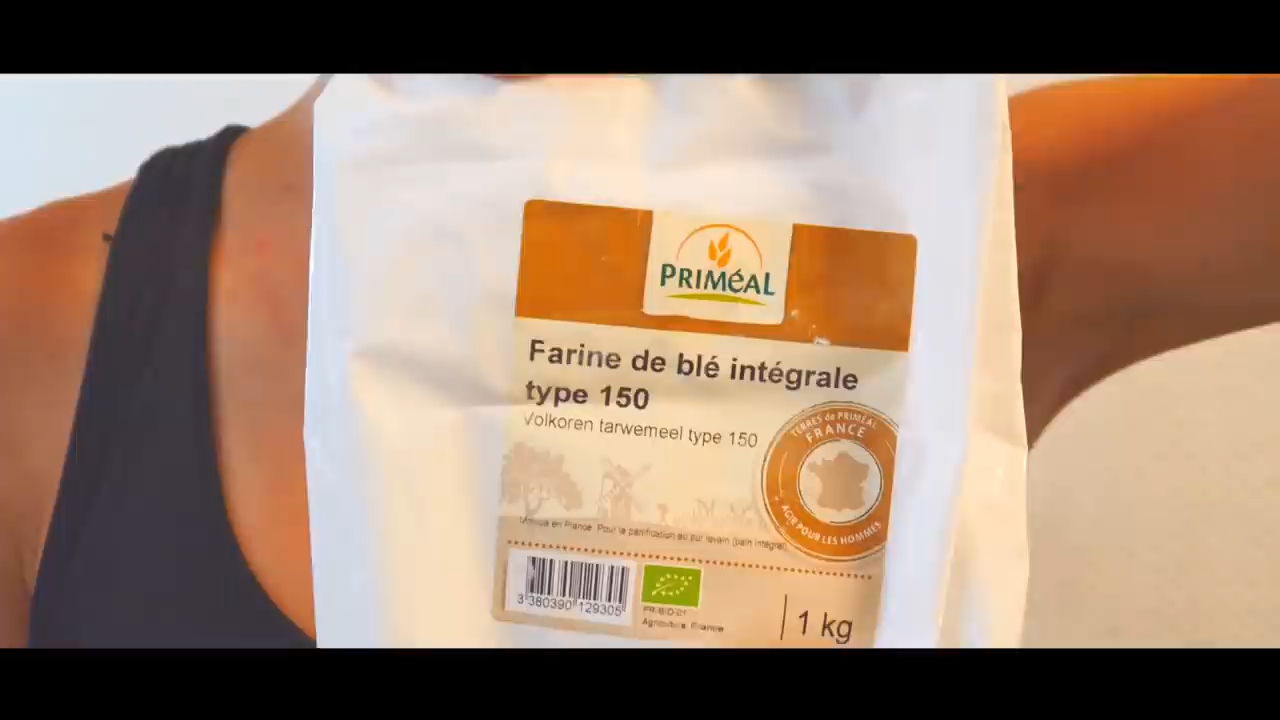 PRIMéAL
Farine de blé intégrale
type 150
Volkoren tarwemeel type 150
TERRES de PRIMÉAL
FRANCE
AGIR POUR LES HOMMES
Moulue en France. Pour la panification au pur levain (pain intégral)
3 380390 129305
FR-BIO-01
Agriculture France
1 kg